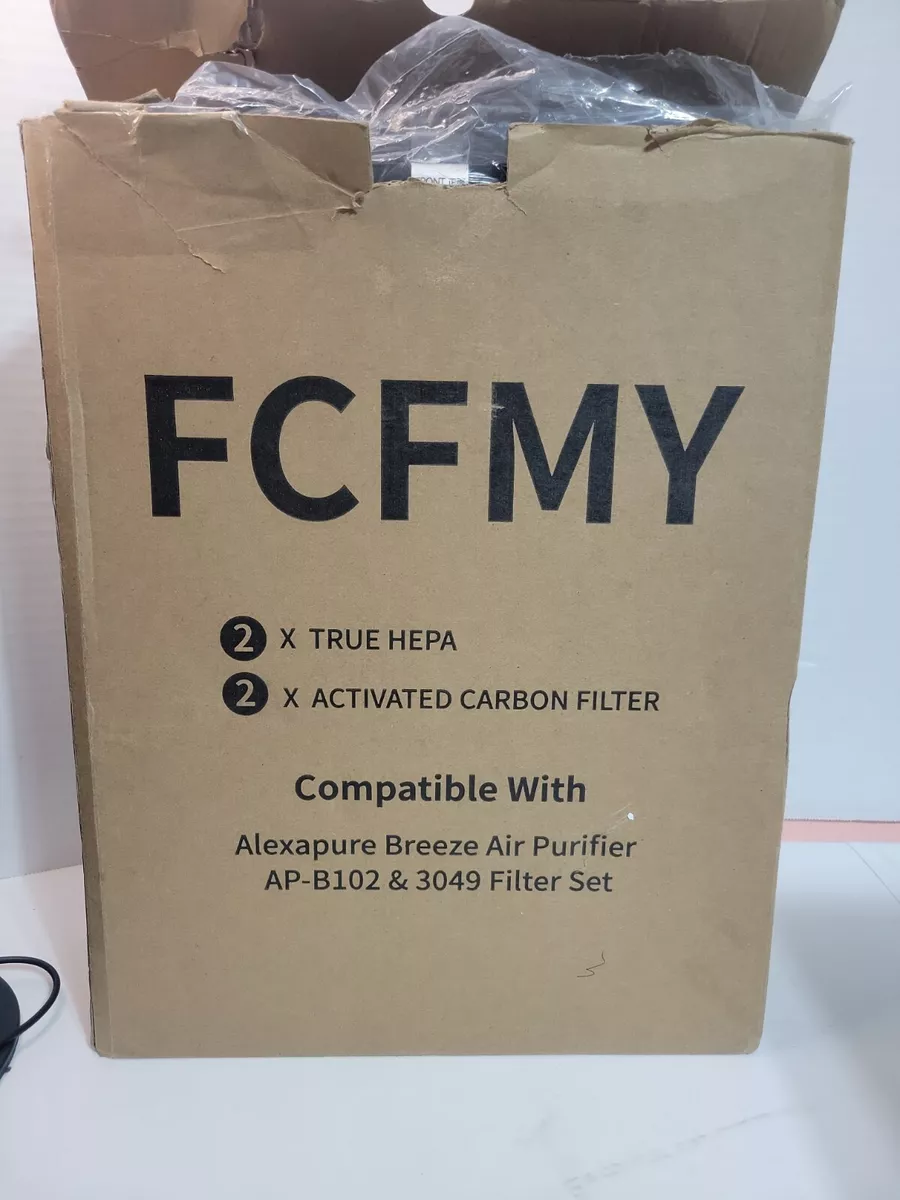 FCFMY
2 X TRUE HEPA
2 X ACTIVATED CARBON FILTER
Compatible With
Alexapure Breeze Air Purifier
AP-B102 & 3049 Filter Set